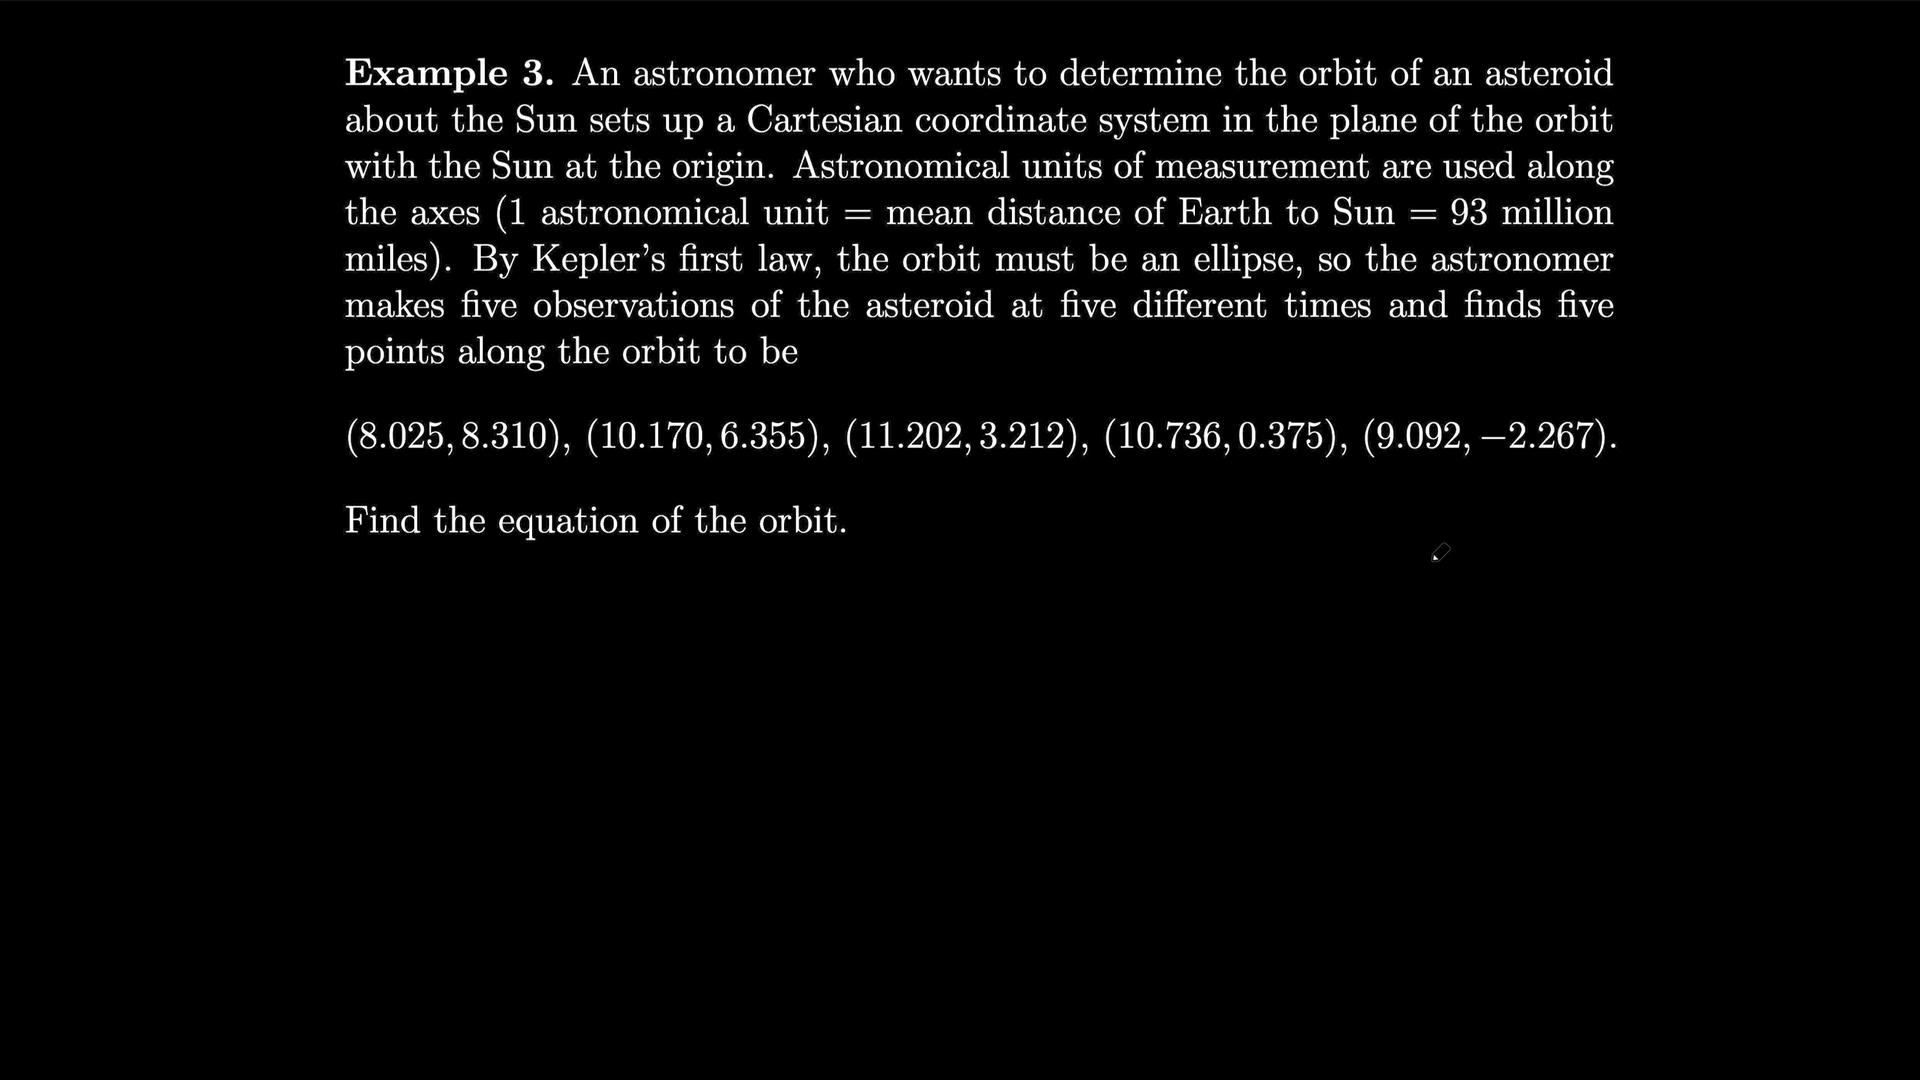 Example 3. An astronomer who wants to determine the orbit of an asteroid
about the Sun sets up a Cartesian coordinate system in the plane of the orbit
with the Sun at the origin. Astronomical units of measurement are used along
the axes (1 astronomical unit = mean distance of Earth to Sun = 93 million
miles). By Kepler’s first law, the orbit must be an ellipse, so the astronomer
makes five observations of the asteroid at five different times and finds five
points along the orbit to be
(8.025, 8.310), (10.170, 6.355), (11.202, 3.212), (10.736, 0.375), (9.092, −2.267).
Find the equation of the orbit.